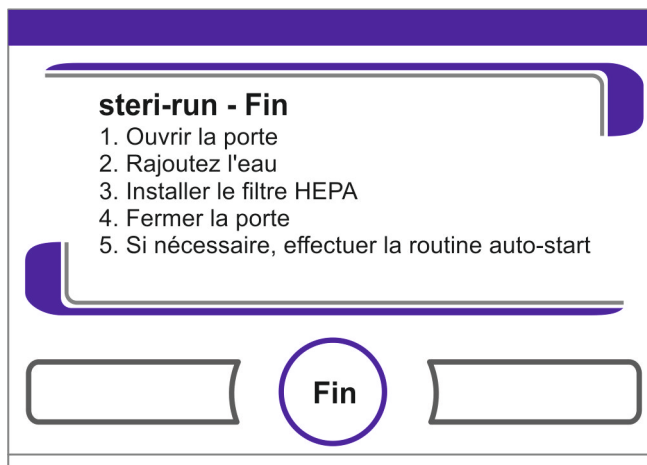 steri-run - Fin
1. Ouvrir la porte
2. Rajoutez l'eau
3. Installer le filtre HEPA
4. Fermer la porte
5. Si nécessaire, effectuer la routine auto-start
Fin